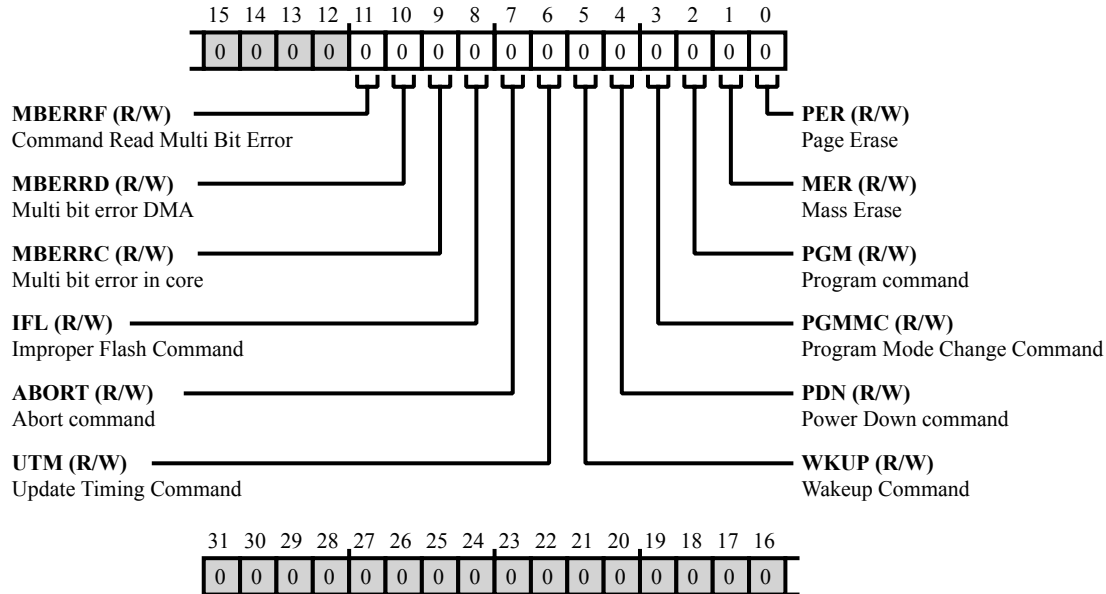 15 14 13 12 11 10 9 8 7 6 5 4 3 2 1 0
0 0 0 0 0 0 0 0 0 0 0 0 0 0 0 0
MBERRF (R/W)
Command Read Multi Bit Error
MBERRD (R/W)
Multi bit error DMA
MBERRC (R/W)
Multi bit error in core
IFL (R/W)
Improper Flash Command
ABORT (R/W)
Abort command
UTM (R/W)
Update Timing Command
PER (R/W)
Page Erase
MER (R/W)
Mass Erase
PGM (R/W)
Program command
PGMMC (R/W)
Program Mode Change Command
PDN (R/W)
Power Down command
WKUP (R/W)
Wakeup Command
31 30 29 28 27 26 25 24 23 22 21 20 19 18 17 16
0 0 0 0 0 0 0 0 0 0 0 0 0 0 0 0